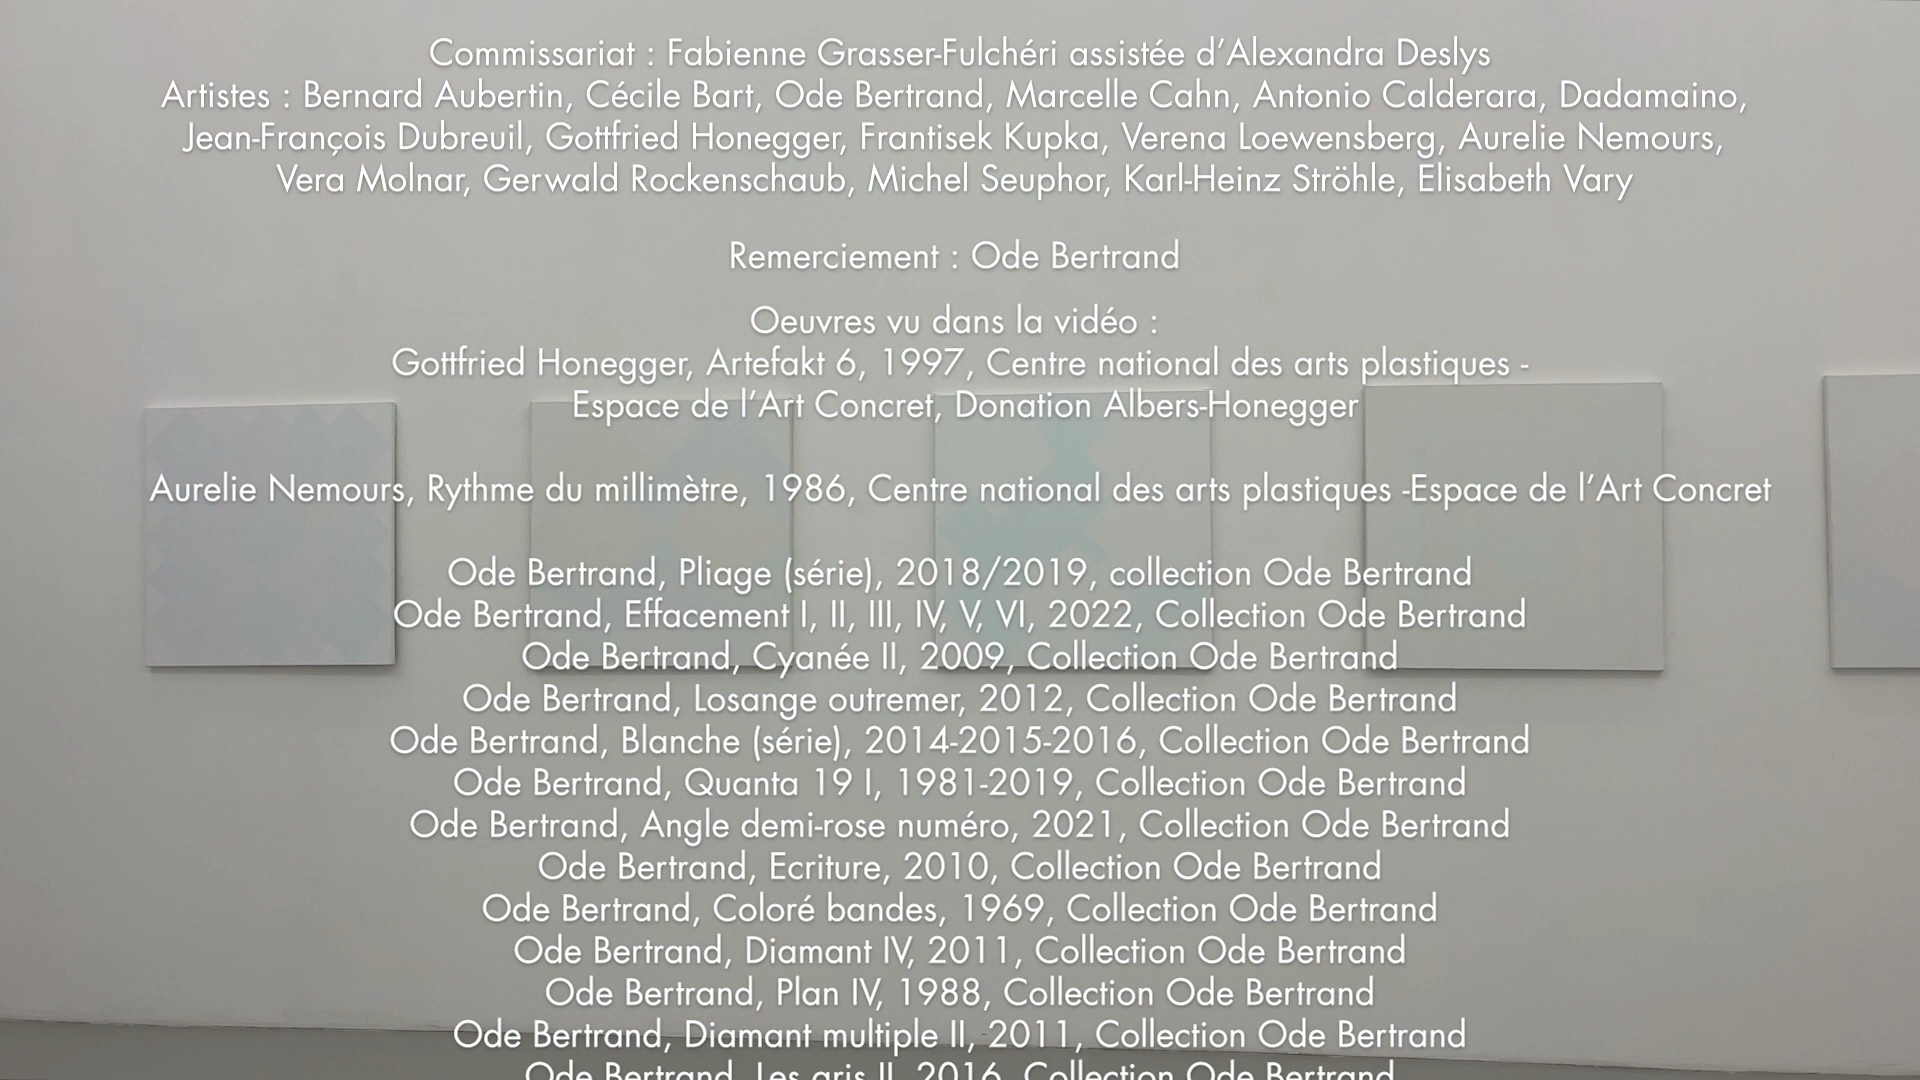 Commissariat : Fabienne Grasser-Fulchéri assistée d’Alexandra Deslys
Artistes : Bernard Aubertin, Cécile Bart, Ode Bertrand, Marcelle Cahn, Antonio Calderara, Dadamaino,
Jean-François Dubreuil, Gottfried Honegger, Frantisek Kupka, Verena Loewensberg, Aurelie Nemours,
Vera Molnar, Gerwald Rockenschaub, Michel Seuphor, Karl-Heinz Ströhle, Elisabeth Vary
Remerciement : Ode Bertrand
Oeuvres vu dans la vidéo :
Gottfried Honegger, Artefakt 6, 1997, Centre national des arts plastiques -
Espace de l’Art Concret, Donation Albers-Honegger
Aurelie Nemours, Rythme du millimètre, 1986, Centre national des arts plastiques -Espace de l’Art Concret
Ode Bertrand, Pliage (série), 2018/2019, collection Ode Bertrand
Ode Bertrand, Effacement I, II, III, IV, V, VI, 2022, Collection Ode Bertrand
Ode Bertrand, Cyanée II, 2009, Collection Ode Bertrand
Ode Bertrand, Losange outremer, 2012, Collection Ode Bertrand
Ode Bertrand, Blanche (série), 2014-2015-2016, Collection Ode Bertrand
Ode Bertrand, Quanta 19 I, 1981-2019, Collection Ode Bertrand
Ode Bertrand, Angle demi-rose numéro, 2021, Collection Ode Bertrand
Ode Bertrand, Ecriture, 2010, Collection Ode Bertrand
Ode Bertrand, Coloré bandes, 1969, Collection Ode Bertrand
Ode Bertrand, Diamant IV, 2011, Collection Ode Bertrand
Ode Bertrand, Plan IV, 1988, Collection Ode Bertrand
Ode Bertrand, Diamant multiple II, 2011, Collection Ode Bertrand
Ode Bertrand, Les gris II, 2016, Collection Ode Bertrand